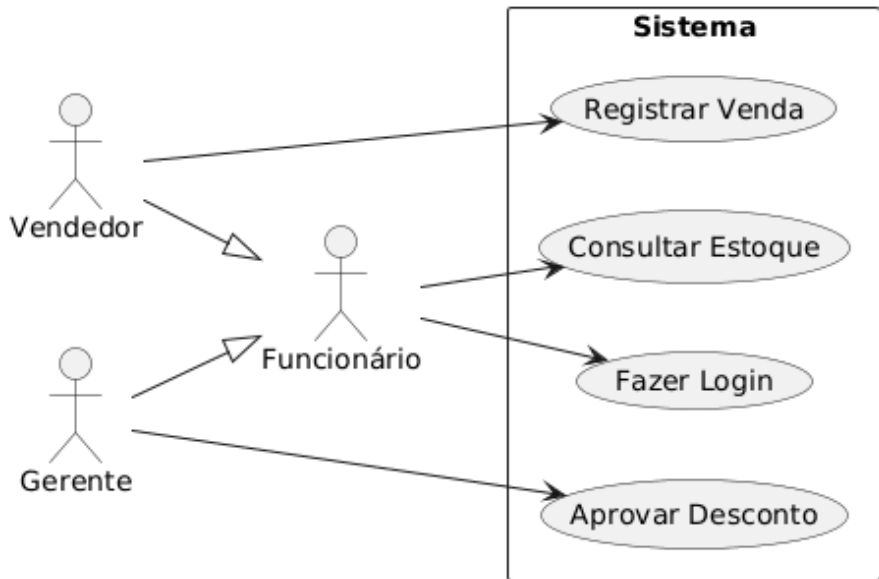 Sistema
Registrar Venda
Vendedor
Consultar Estoque
Funcionário
Fazer Login
Gerente
Aprovar Desconto